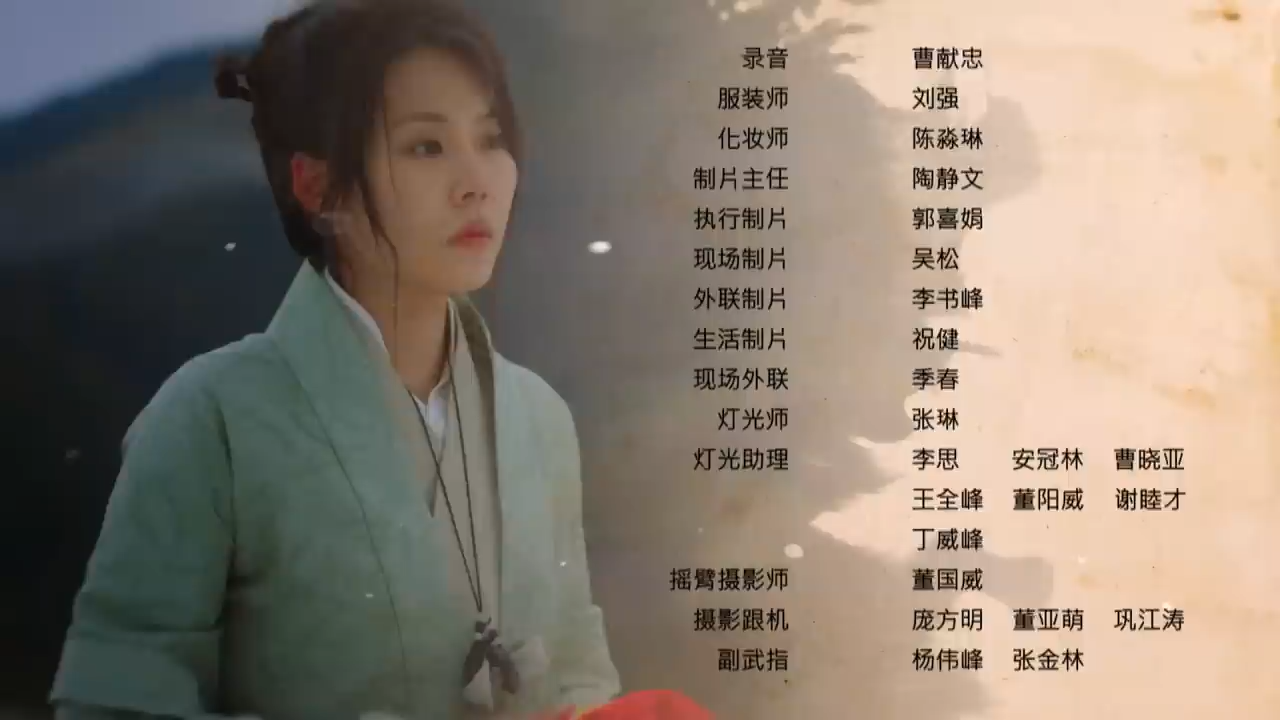 录音 曹献忠
服装师 刘强
化妆师 陈淼琳
制片主任 陶静文
执行制片 郭喜娟
现场制片 吴松
外联制片 李书峰
生活制片 祝健
现场外联 季春
灯光师 张琳
灯光助理 李思 安冠林 曹晓亚
王全峰 董阳威 谢睦才
丁威峰
摇臂摄影师 董国威
摄影跟机 庞方明 董亚萌 巩江涛
副武指 杨伟峰 张金林